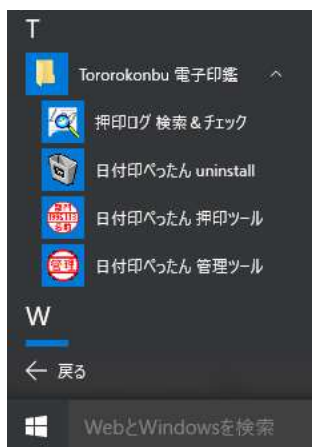 T
Tororokonbu 電子印鑑
押印ログ 検索＆チェック
日付印ぺったん uninstall
日付印ぺったん 押印ツール
管理
日付印ぺったん 管理ツール
W
戻る
WebとWindowsを検索